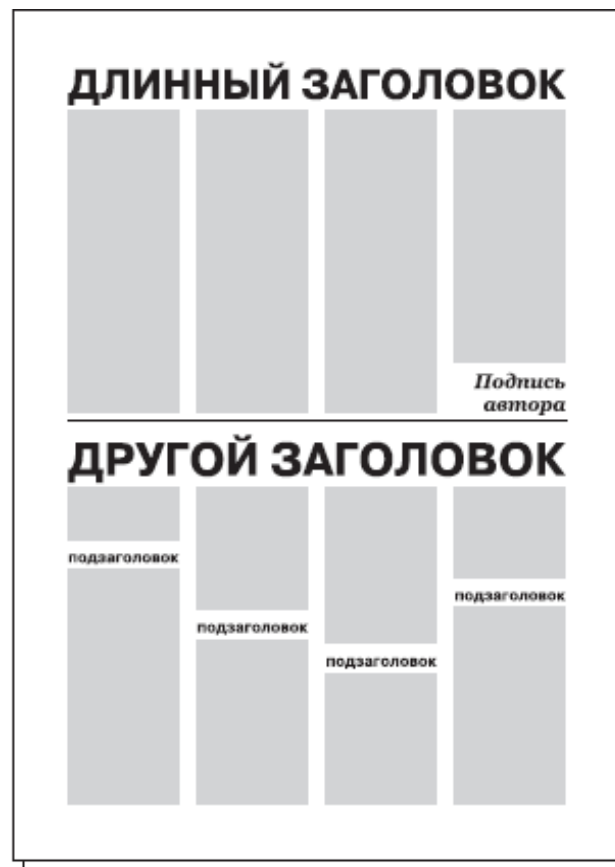 ДЛИННЫЙ ЗАГОЛОВОК
Подпись
автора
ДРУГОЙ ЗАГОЛОВОК
подзаголовок
подзаголовок
подзаголовок
подзаголовок